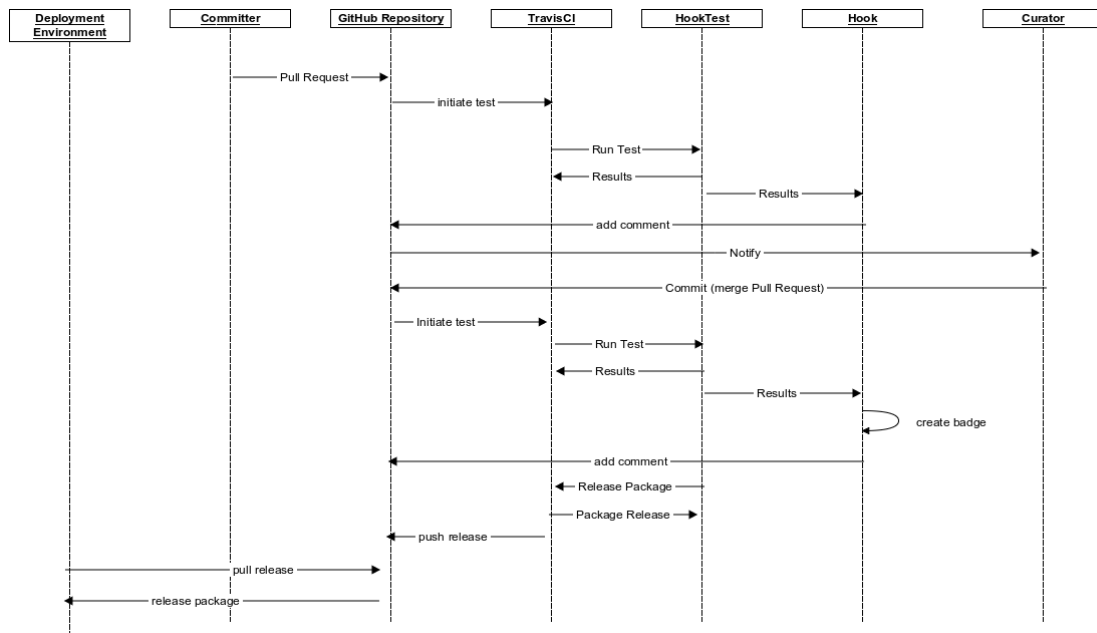 Deployment
Environment
Committer
GitHub Repository
TravisCI
HookTest
Hook
Curator
Pull Request
initiate test
Run Test
Results
Results
add comment
Notify
Commit (merge Pull Request)
Initiate test
Run Test
Results
Results
create badge
add comment
Release Package
Package Release
push release
pull release
release package